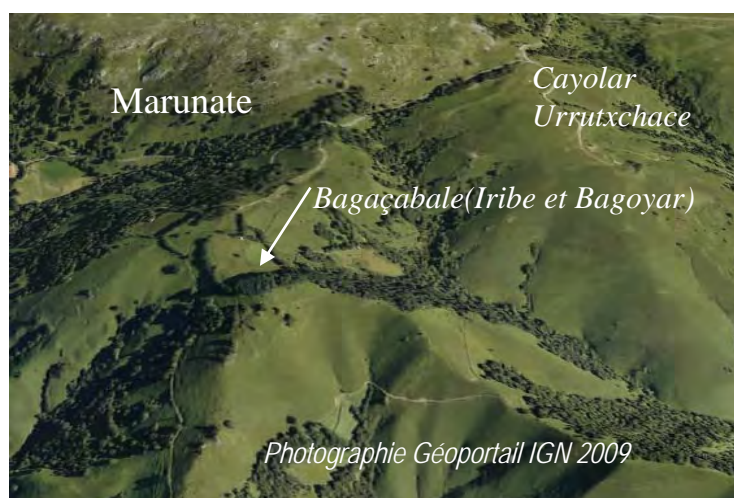 Marunate
Cayolar
Urrutxchace
Bagaçabale(Iribe et Bagoyar)
Photographie Géoportail IGN 2009